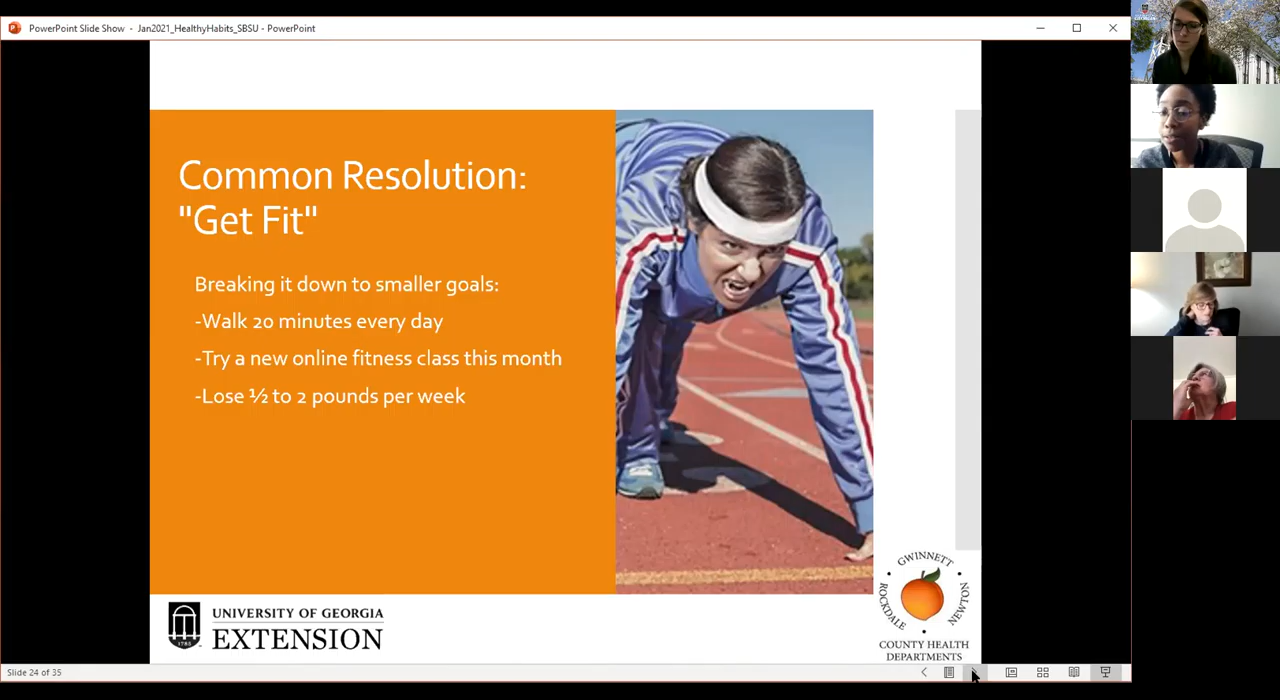 PowerPoint Slide Show - Jan2021_HealthyHabits_SBSU - PowerPoint
Common Resolution:
"Get Fit"
Breaking it down to smaller goals:
-Walk 20 minutes every day
-Try a new online fitness class this month
-Lose ½ to 2 pounds per week
UNIVERSITY OF GEORGIA
EXTENSION
1785
GWINNETT
ROCKDALE
NEWTON
COUNTY HEALTH
DEPARTMENTS
Slide 24 of 35